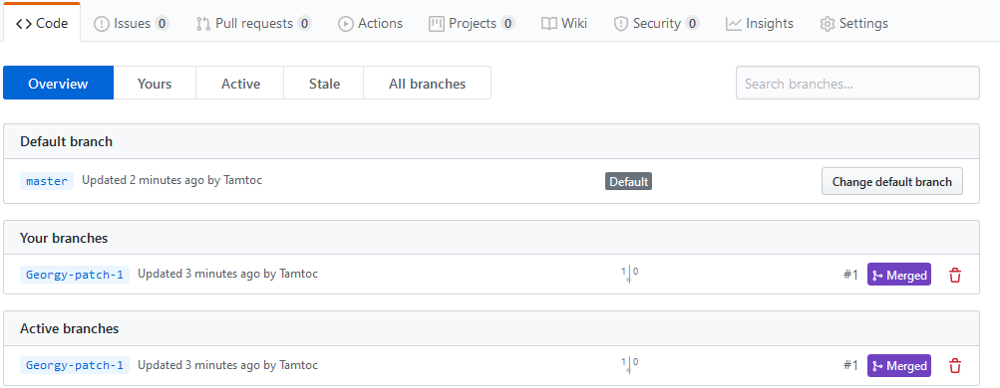 Code Issues 0 Pull requests 0 Actions Projects 0 Wiki Security 0 Insights Settings
Overview Yours Active Stale All branches Search branches...
Default branch
master Updated 2 minutes ago by Tamtoc Default Change default branch
Your branches
Georgy-patch-1 Updated 3 minutes ago by Tamtoc 1 0 #1 Merged
Active branches
Georgy-patch-1 Updated 3 minutes ago by Tamtoc 1 0 #1 Merged